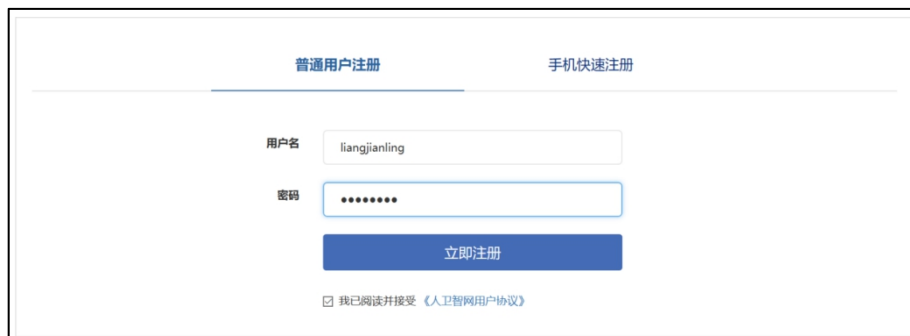 普通用户注册 手机快速注册
用户名 liangjianling
密码 ••••••••
立即注册
我已阅读并接受 《人卫智网用户协议》